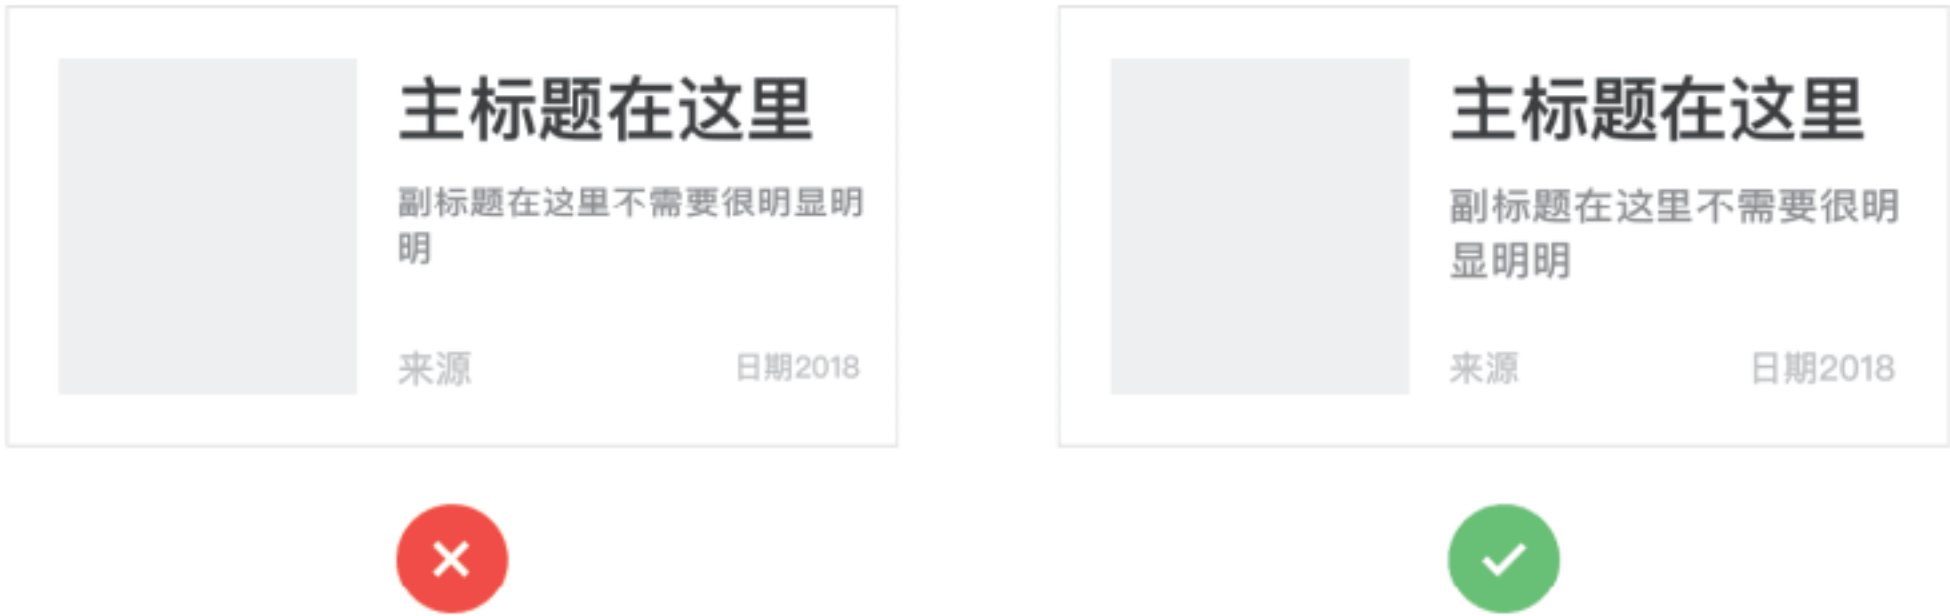 主标题在这里
副标题在这里不需要很明显明
明
来源
日期2018
主标题在这里
副标题在这里不需要很明
显明明
来源
日期2018